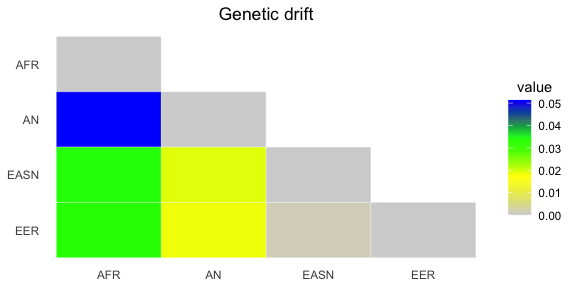 Genetic drift
AFR
AN
EASN
EER
AFR AN EASN EER
value
0.05
0.04
0.03
0.02
0.01
0.00